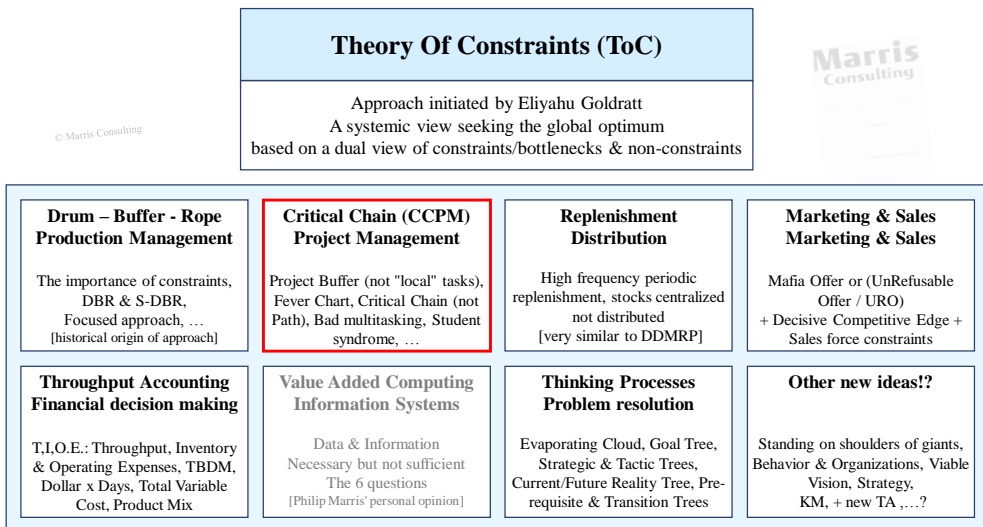 Theory Of Constraints (ToC)
Marris
Consulting
Approach initiated by Eliyahu Goldratt
A systemic view seeking the global optimum
based on a dual view of constraints/bottlenecks & non-constraints
© Marris Consulting
Drum – Buffer - Rope
Production Management
The importance of constraints,
DBR & S-DBR,
Focused approach, …
[historical origin of approach]
Critical Chain (CCPM)
Project Management
Project Buffer (not "local" tasks),
Fever Chart, Critical Chain (not
Path), Bad multitasking, Student
syndrome, …
Replenishment
Distribution
High frequency periodic
replenishment, stocks centralized
not distributed
[very similar to DDMRP]
Marketing & Sales
Marketing & Sales
Mafia Offer or (UnRefusable
Offer / URO)
+ Decisive Competitive Edge +
Sales force constraints
Throughput Accounting
Financial decision making
T,I,O.E.: Throughput, Inventory
& Operating Expenses, TBDM,
Dollar x Days, Total Variable
Cost, Product Mix
Value Added Computing
Information Systems
Data & Information
Necessary but not sufficient
The 6 questions
[Philip Marris' personal opinion]
Thinking Processes
Problem resolution
Evaporating Cloud, Goal Tree,
Strategic & Tactic Trees,
Current/Future Reality Tree, Pre-
requisite & Transition Trees
Other new ideas!?
Standing on shoulders of giants,
Behavior & Organizations, Viable
Vision, Strategy,
KM, + new TA ,…?